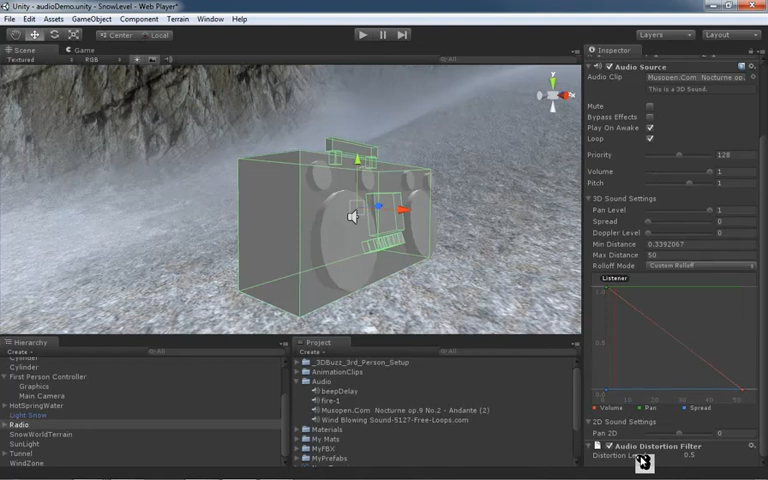 Unity - audioDemo.unity - SnowLevel - Web Player*
File Edit Assets GameObject Component Terrain Window Help
Center Local Layers Layout
Scene Game
Textured RGB All
Inspector
Audio Source
Audio Clip Musopen.Com Nocturne op.
This is a 3D Sound.
Mute
Bypass Effects
Play On Awake
Loop
Priority 128
Volume 1
Pitch 1
3D Sound Settings
Pan Level 1
Spread 0
Doppler Level 0
Min Distance 0.3392067
Max Distance 50
Rolloff Mode Custom Rolloff
Listener
1.0
0.5
0.0
10 20 30 40 50
Volume Pan Spread
2D Sound Settings
Pan 2D 0
Audio Distortion Filter
Distortion 0.5
Hierarchy
Create All
Cylinder
Cylinder
First Person Controller
Graphics
Main Camera
HotSpringWater
Light Snow
Radio
SnowWorldTerrain
SunLight
Tunnel
WindZone
Project
Create All
_3DBuzz_3rd_Person_Setup
AnimationClips
Audio
beepDelay
fire-1
Musopen.Com Nocturne op.9 No.2 - Andante (2)
Wind Blowing Sound-5127-Free-Loops.com
Materials
My Mats
MyFBX
MyPrefabs